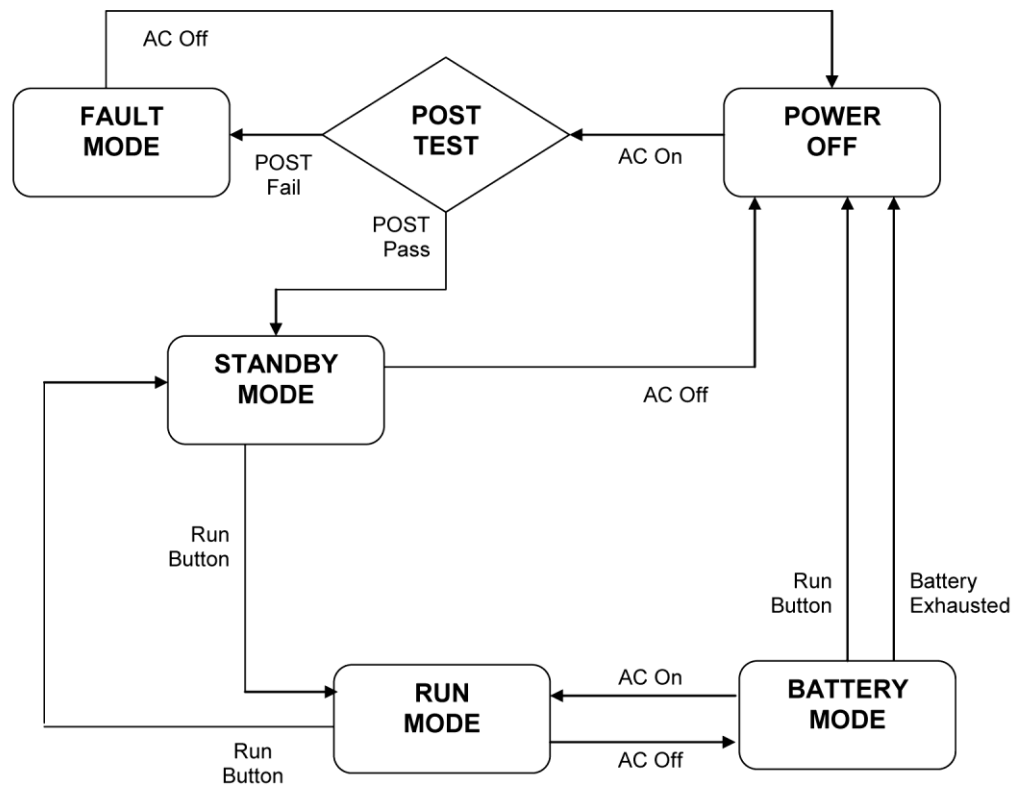 AC Off
FAULT
MODE
POST
TEST
POWER
OFF
POST
Fail
AC On
POST
Pass
STANDBY
MODE
AC Off
Run
Button
Run
Button
Battery
Exhausted
RUN
MODE
AC On
BATTERY
MODE
AC Off
Run
Button